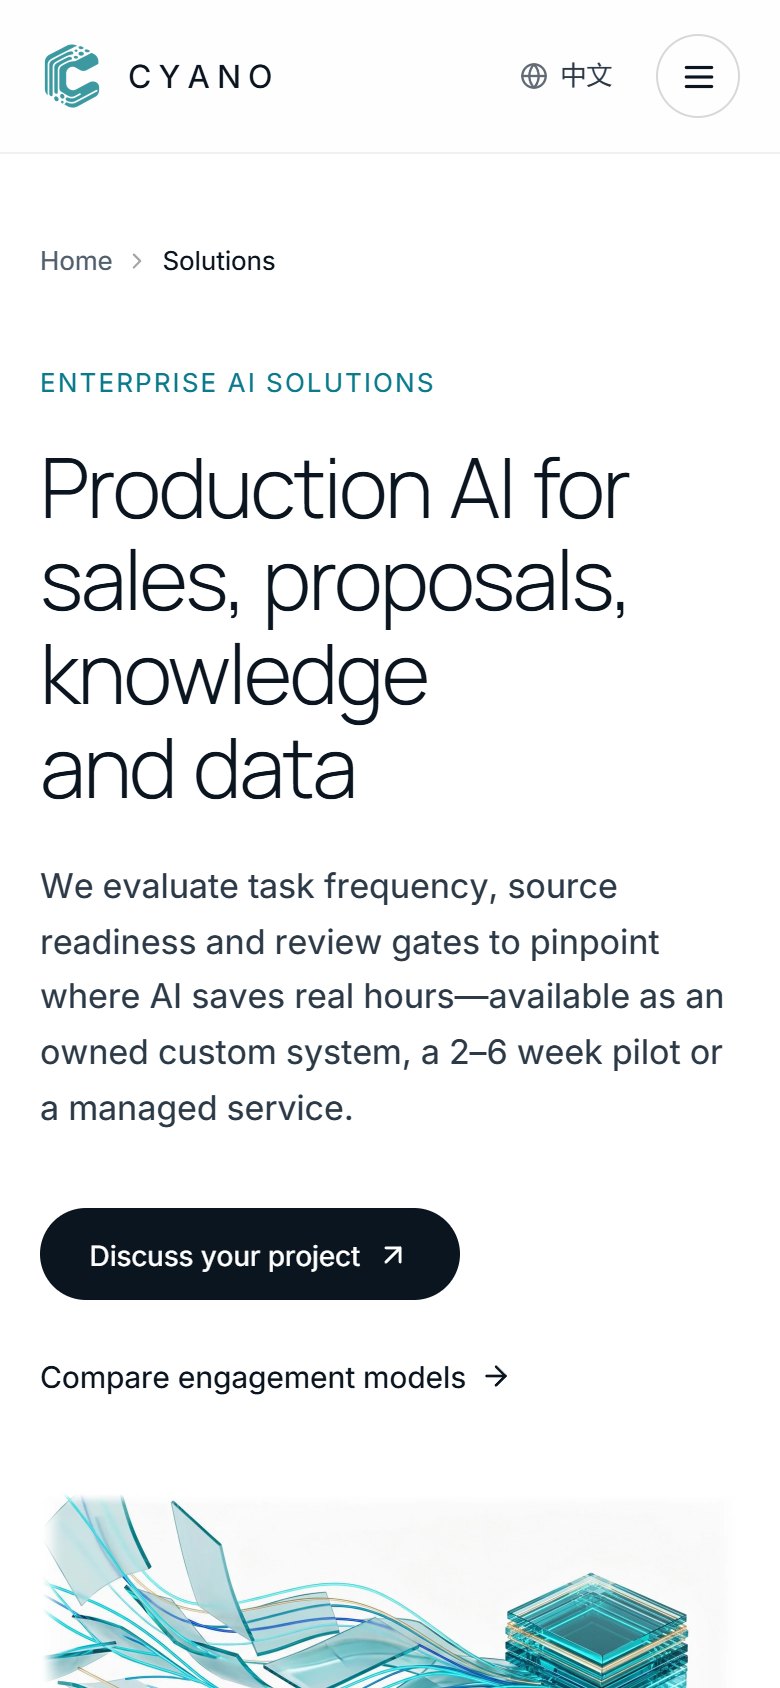 CYANO
中文
Home
Solutions
ENTERPRISE AI SOLUTIONS
Production AI for
sales, proposals,
knowledge
and data
We evaluate task frequency, source
readiness and review gates to pinpoint
where AI saves real hours—available as an
owned custom system, a 2–6 week pilot or
a managed service.
Discuss your project
Compare engagement models